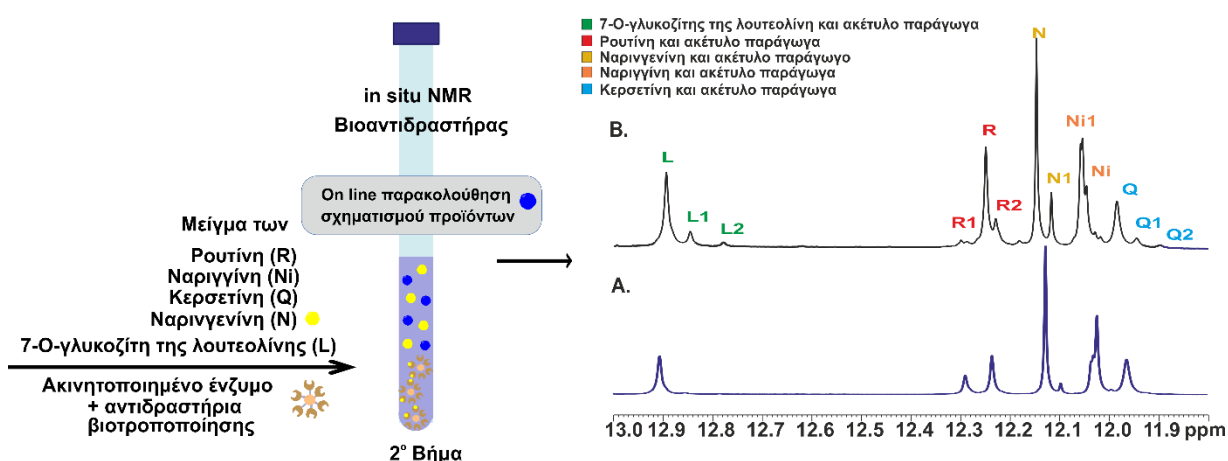 in situ NMR
Βιοαντιδραστήρας
On line παρακολούθηση
σχηματισμού προϊόντων
Μείγμα των
Ρουτίνη (R)
Ναριγγίνη (Ni)
Κερσετίνη (Q)
Ναρινγενίνη (N)
7-Ο-γλυκοζίτη της λουτεολίνης (L)
Ακινητοποιημένο ένζυμο
+ αντιδραστήρια
βιοτροποποίησης
2ο Βήμα
7-Ο-γλυκοζίτης της λουτεολίνη και ακέτυλο παράγωγα
Ρουτίνη και ακέτυλο παράγωγα
Ναρινγενίνη και ακέτυλο παράγωγο
Ναριγγίνη και ακέτυλο παράγωγα
Κερσετίνη και ακέτυλο παράγωγα
B.
L
L1
L2
R1
R
R2
N
N1
Ni1
Ni
Q
Q1
Q2
A.
13.0 12.9 12.8 12.7 12.6 12.5 12.4 12.3 12.2 12.1 12.0 11.9 ppm